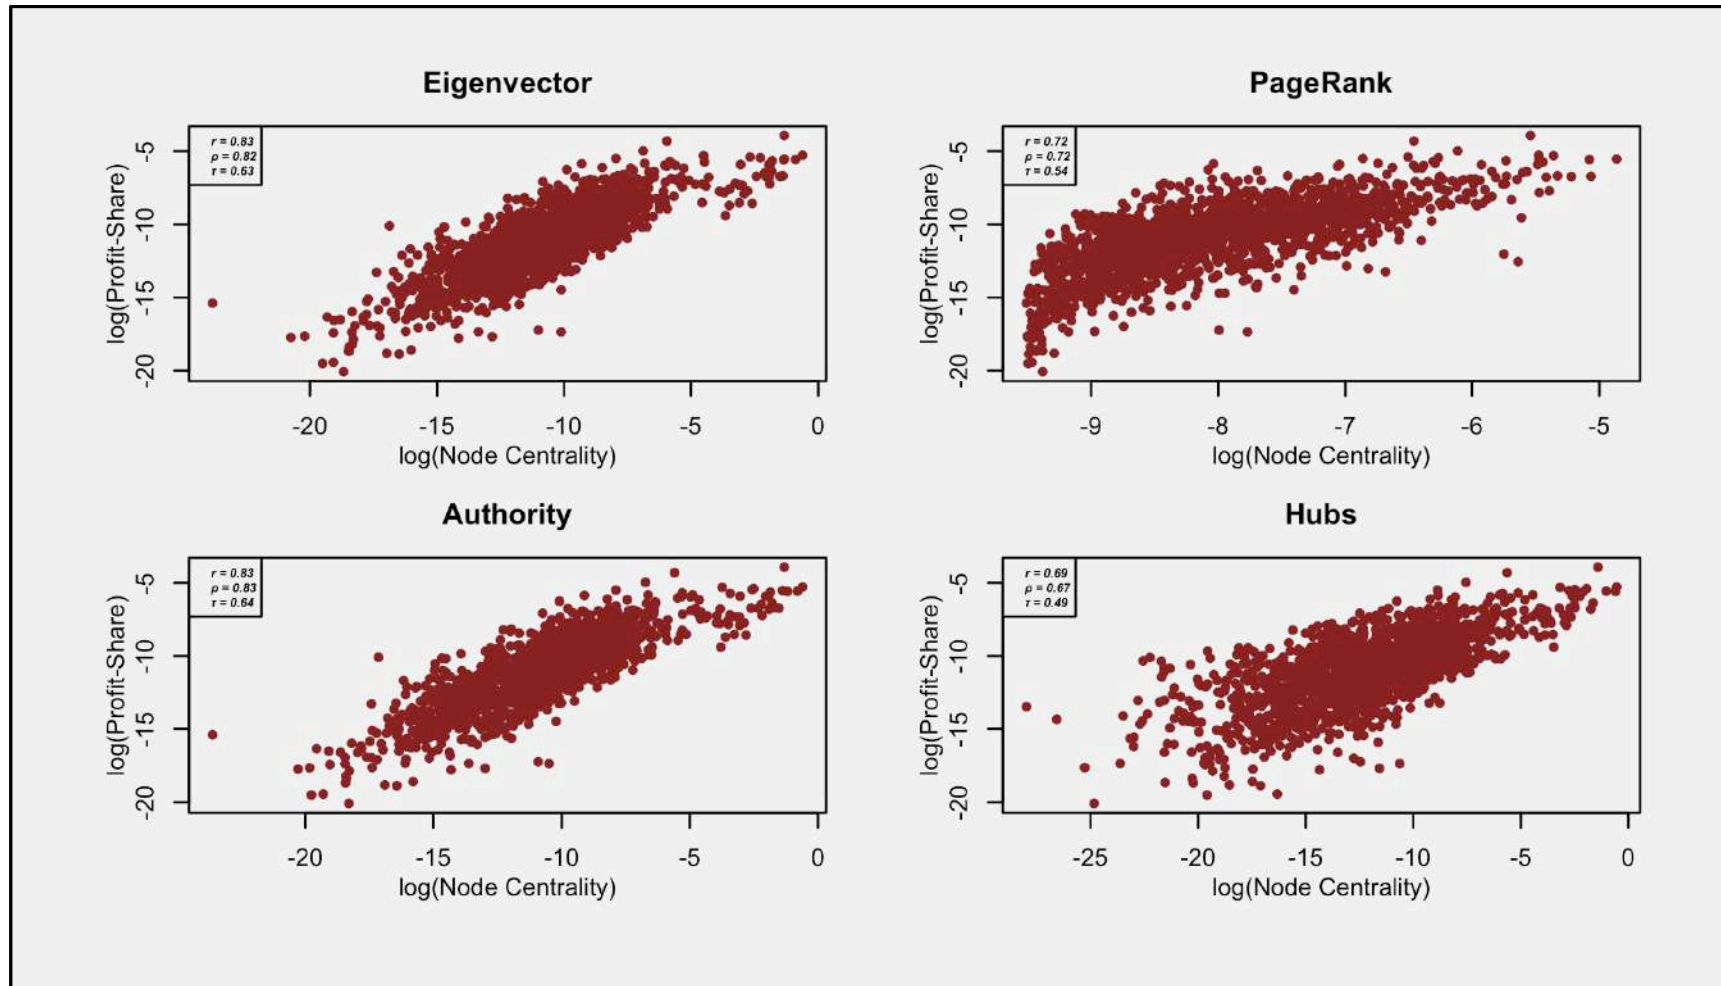 Eigenvector
r = 0.83
ρ = 0.82
τ = 0.63
log(Profit-Share)
-5
-10
-15
-20
-20 -15 -10 -5 0
log(Node Centrality)
PageRank
r = 0.72
ρ = 0.72
τ = 0.54
log(Profit-Share)
-5
-10
-15
-20
-9 -8 -7 -6 -5
log(Node Centrality)
Authority
r = 0.83
ρ = 0.83
τ = 0.64
log(Profit-Share)
-5
-10
-15
-20
-20 -15 -10 -5 0
log(Node Centrality)
Hubs
r = 0.69
ρ = 0.67
τ = 0.49
log(Profit-Share)
-5
-10
-15
-20
-25 -20 -15 -10 -5 0
log(Node Centrality)